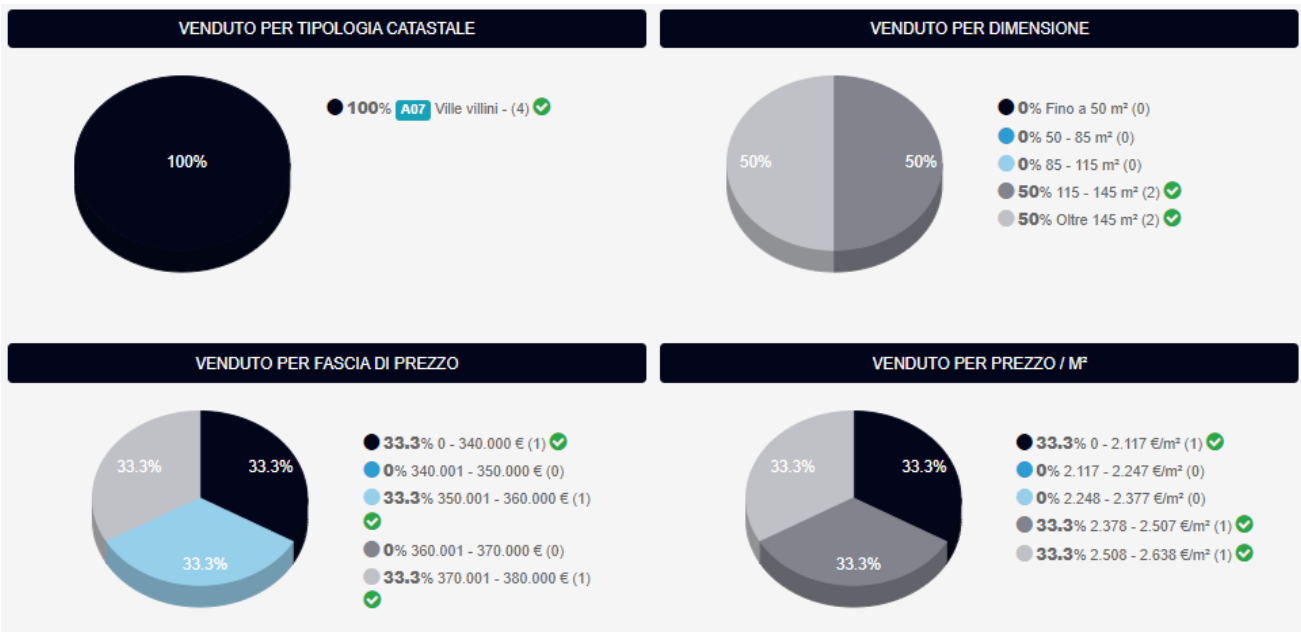 VENDUTO PER TIPOLOGIA CATASTALE
100%
100% A07 Ville villini - (4)
VENDUTO PER DIMENSIONE
50%
50%
0% Fino a 50 m² (0)
0% 50 - 85 m² (0)
0% 85 - 115 m² (0)
50% 115 - 145 m² (2)
50% Oltre 145 m² (2)
VENDUTO PER FASCIA DI PREZZO
33.3%
33.3%
33.3%
33.3% 0 - 340.000 € (1)
0% 340.001 - 350.000 € (0)
33.3% 350.001 - 360.000 € (1)
0% 360.001 - 370.000 € (0)
33.3% 370.001 - 380.000 € (1)
VENDUTO PER PREZZO / M²
33.3%
33.3%
33.3%
33.3% 0 - 2.117 €/m² (1)
0% 2.117 - 2.247 €/m² (0)
0% 2.248 - 2.377 €/m² (0)
33.3% 2.378 - 2.507 €/m² (1)
33.3% 2.508 - 2.638 €/m² (1)